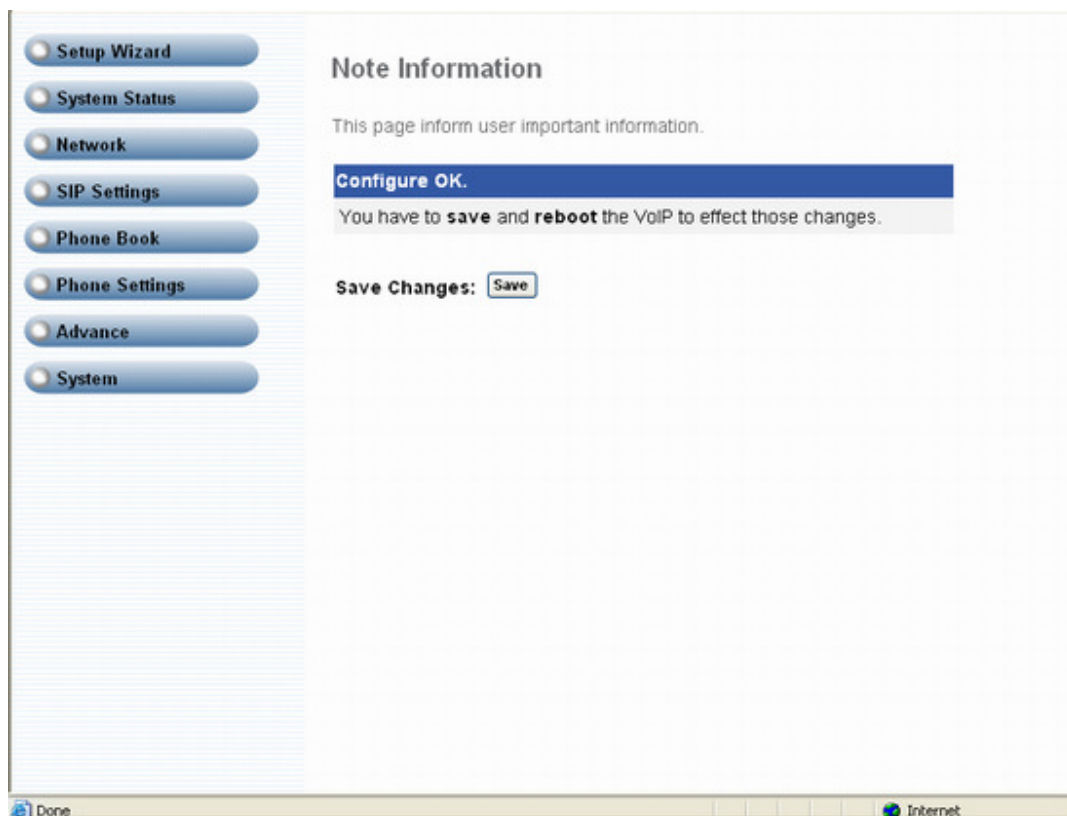 Setup Wizard
System Status
Network
SIP Settings
Phone Book
Phone Settings
Advance
System
Note Information
This page inform user important information.
Configure OK.
You have to save and reboot the VoIP to effect those changes.
Save Changes: Save
Done
Internet